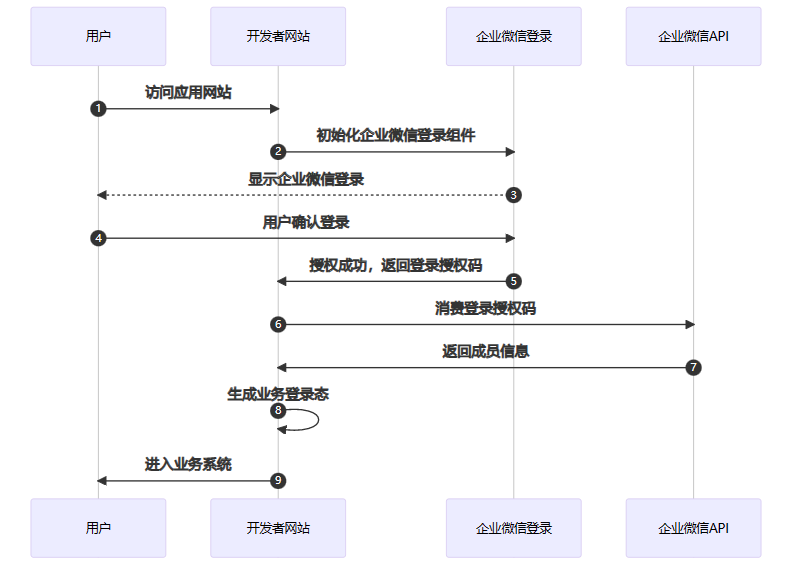 用户
开发者网站
企业微信登录
企业微信API
访问应用网站
1
初始化企业微信登录组件
2
显示企业微信登录
3
用户确认登录
4
授权成功，返回登录授权码
5
消费登录授权码
6
返回成员信息
7
生成业务登录态
8
进入业务系统
9
用户
开发者网站
企业微信登录
企业微信API